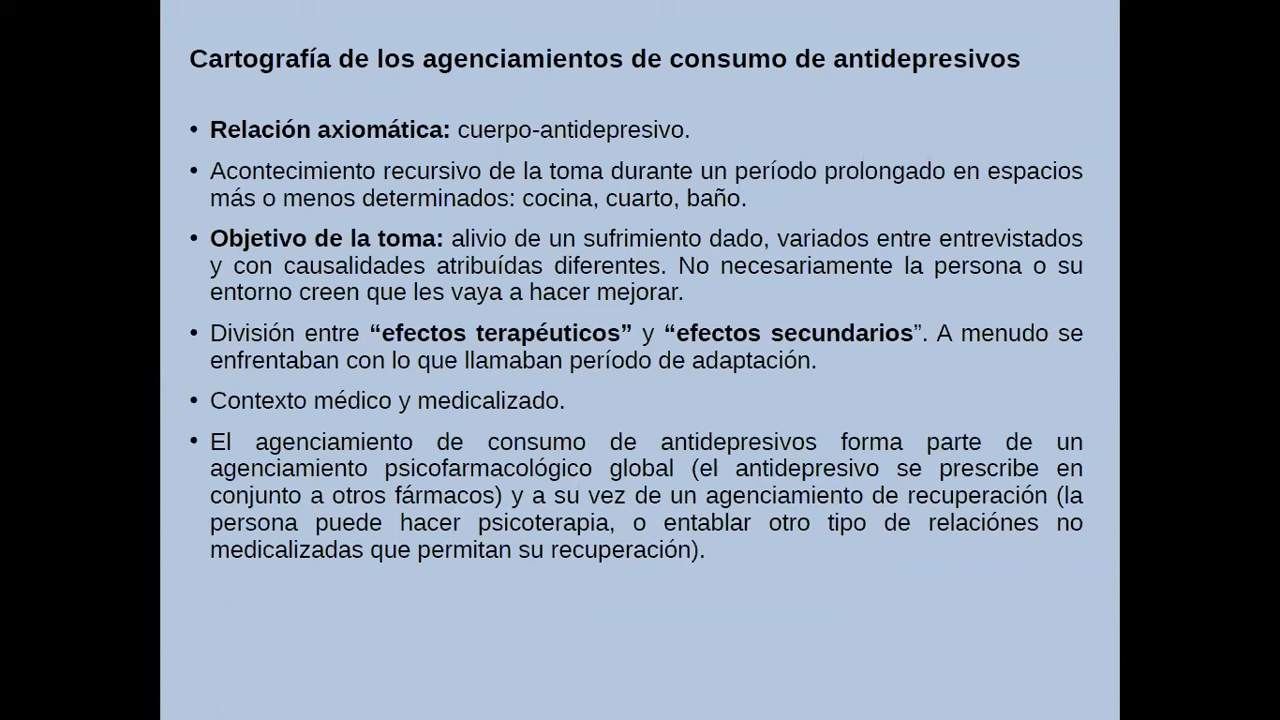 Cartografía de los agenciamientos de consumo de antidepresivos
• Relación axiomática: cuerpo-antidepresivo.
• Acontecimiento recursivo de la toma durante un período prolongado en espacios
más o menos determinados: cocina, cuarto, baño.
• Objetivo de la toma: alivio de un sufrimiento dado, variados entre entrevistados
y con causalidades atribuídas diferentes. No necesariamente la persona o su
entorno creen que les vaya a hacer mejorar.
• División entre “efectos terapéuticos” y “efectos secundarios”. A menudo se
enfrentaban con lo que llamaban período de adaptación.
• Contexto médico y medicalizado.
• El agenciamiento de consumo de antidepresivos forma parte de un
agenciamiento psicofarmacológico global (el antidepresivo se prescribe en
conjunto a otros fármacos) y a su vez de un agenciamiento de recuperación (la
persona puede hacer psicoterapia, o entablar otro tipo de relaciónes no
medicalizadas que permitan su recuperación).